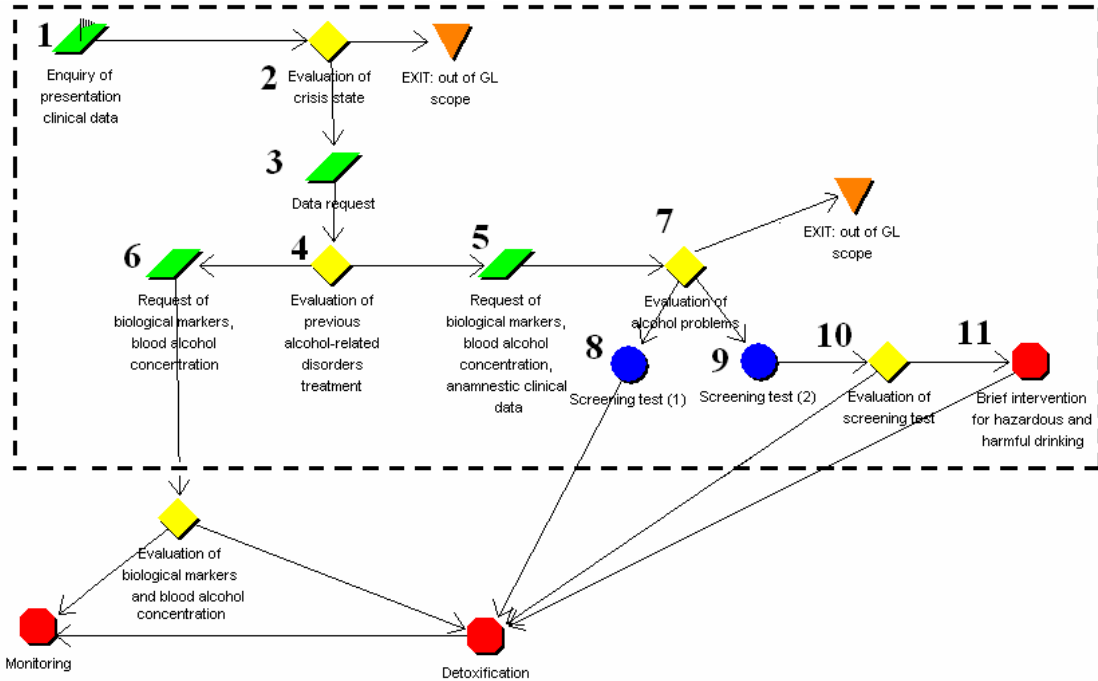 1
Enquiry of
presentation
clinical data
2
Evaluation of
crisis state
EXIT: out of GL
scope
3
Data request
EXIT: out of GL
scope
6
Request of
biological markers,
blood alcohol
concentration
4
Evaluation of
previous
alcohol-related
disorders
treatment
5
Request of
biological markers,
blood alcohol
concentration,
anamnestic clinical
data
7
Evaluation of
alcohol problems
8
Screening test (1)
9
Screening test (2)
10
Evaluation of
screening test
11
Brief intervention
for hazardous and
harmful drinking
Evaluation of
biological markers
and blood alcohol
concentration
Monitoring
Detoxification